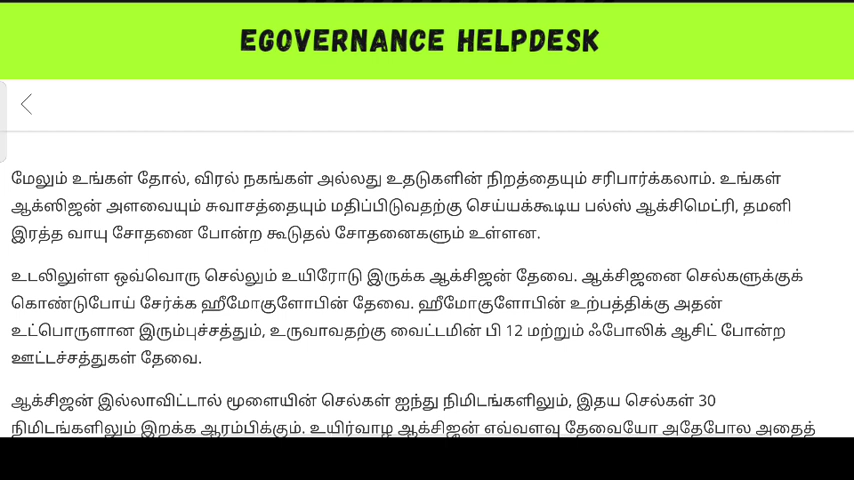 EGOVERNANCE HELPDESK
மேலும் உங்கள் தோல், விரல் நகங்கள் அல்லது உதடுகளின் நிறத்தையும் சரிபார்க்கலாம். உங்கள்
ஆக்ஸிஜன் அளவையும் சுவாசத்தையும் மதிப்பிடுவதற்கு செய்யக்கூடிய பல்ஸ் ஆக்சிமெட்ரி, தமனி
இரத்த வாயு சோதனை போன்ற கூடுதல் சோதனைகளும் உள்ளன.
உடலிலுள்ள ஒவ்வொரு செல்லும் உயிரோடு இருக்க ஆக்சிஜன் தேவை. ஆக்சிஜனை செல்களுக்குக்
கொண்டுபோய் சேர்க்க ஹீமோகுளோபின் தேவை. ஹீமோகுளோபின் உற்பத்திக்கு அதன்
உட்பொருளான இரும்புச்சத்தும், உருவாவதற்கு வைட்டமின் பி 12 மற்றும் ஃபோலிக் ஆசிட் போன்ற
ஊட்டச்சத்துகள் தேவை.
ஆக்சிஜன் இல்லாவிட்டால் மூளையின் செல்கள் ஐந்து நிமிடங்களிலும், இதய செல்கள் 30
நிமிடங்களிலும் இறக்க ஆரம்பிக்கும். உயிர்வாழ ஆக்சிஜன் எவ்வளவு தேவையோ அதேபோல அதைத்